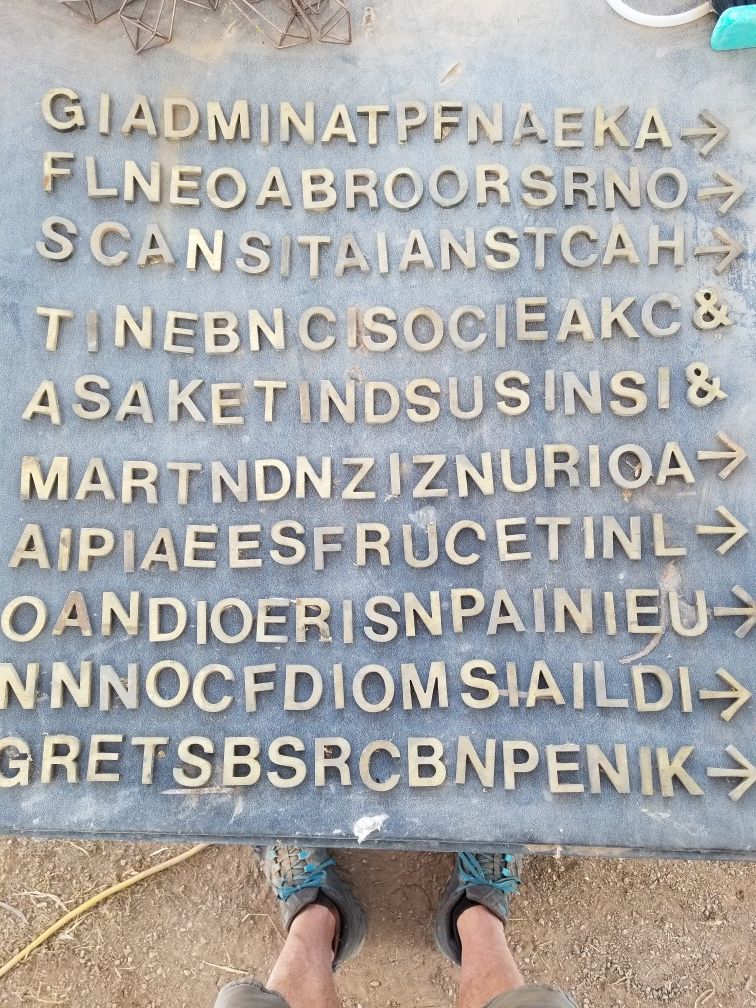 GIADMINATPFNAEKA→
FLNEOABROORSRNO→
SCANSITAIANSTCAH→
TINEBNCISOCIEAKC&
ASAKETINDSUSINSI&
MARTNDNZIZNURIOA→
AIPIAEESFRUCETINL→
OANDIOERISNPAINIEU→
NNNOCFDIOMSIAILDI→
GRETSBSRCBNPENIK→